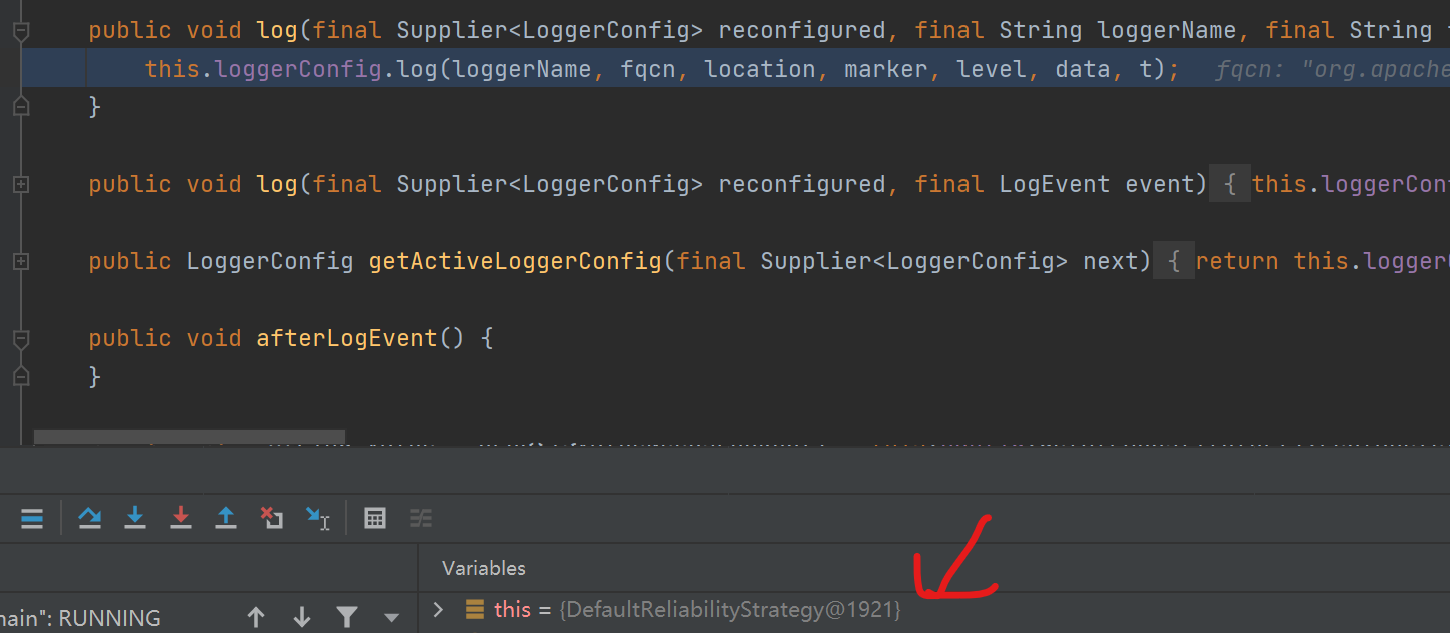 public void log(final Supplier<LoggerConfig> reconfigured, final String loggerName, final String
this.loggerConfig.log(loggerName, fqcn, location, marker, level, data, t); fqcn: "org.apache
}
public void log(final Supplier<LoggerConfig> reconfigured, final LogEvent event) { this.loggerCon
public LoggerConfig getActiveLoggerConfig(final Supplier<LoggerConfig> next) { return this.logger
public void afterLogEvent() {
}
Variables
main": RUNNING
this = {DefaultReliabilityStrategy@1921}